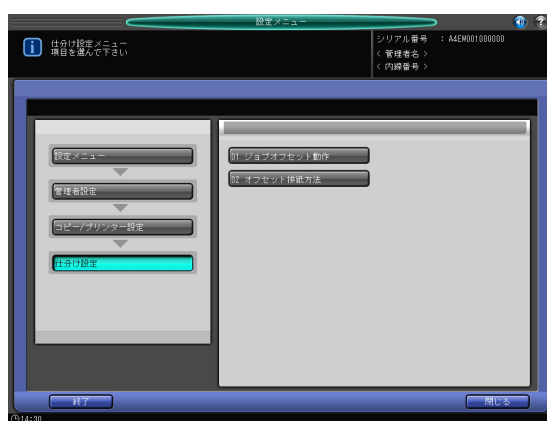 設定メニュー
仕分け設定メニュー
項目を選んで下さい
シリアル番号 : A4EW001000000
< 管理者名 >
< 内線番号 >
設定メニュー
管理者設定
コピー/プリンター設定
仕分け設定
01 ジョブオフセット動作
02 オフセット排紙方法
終了
閉じる
14:30